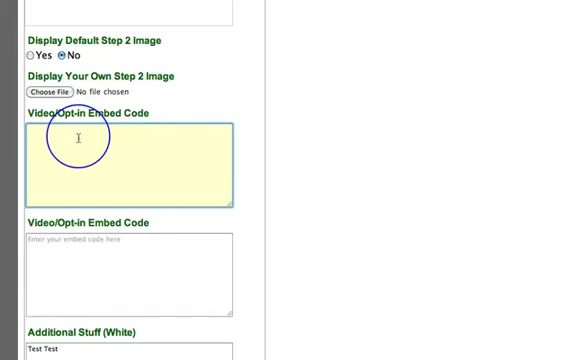 Display Default Step 2 Image
Yes No
Display Your Own Step 2 Image
Choose File No file chosen
Video/Opt-in Embed Code
Video/Opt-in Embed Code
Enter your embed code here
Additional Stuff (White)
Test Test